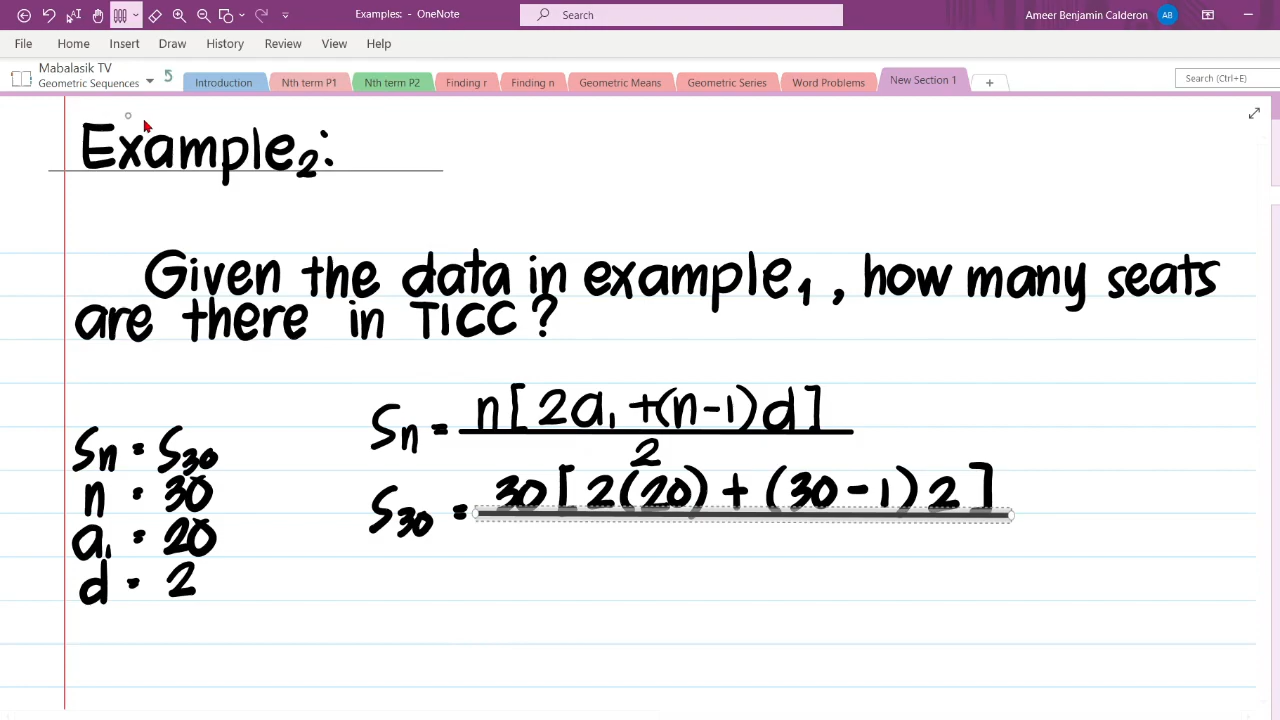 Examples: - OneNote
Search
Ameer Benjamin Calderon
AB
File Home Insert Draw History Review View Help
Mabalasik TV
Geometric Sequences
Introduction Nth term P1 Nth term P2 Finding r Finding n Geometric Means Geometric Series Word Problems New Section 1 +
Search (Ctrl+E)
Example₂:
Given the data in example₁, how many seats
are there in TICC?
Sn = n[2a₁+(n-1)d] / 2
S₃₀ = 30[2(20)+(30-1)2]
Sn = S₃₀
n = 30
a₁ = 20
d = 2